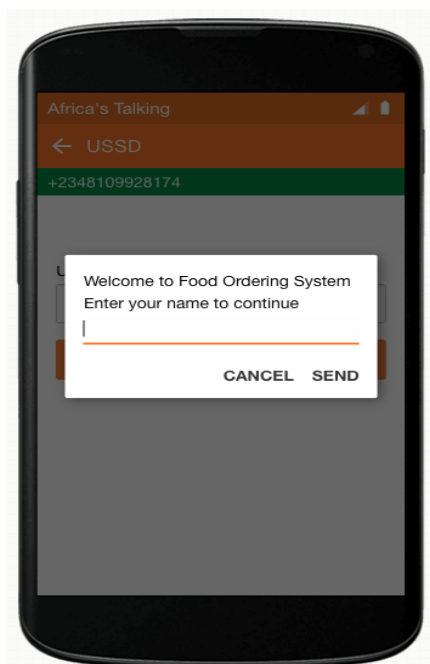 Africa's Talking
USSD
+2348109928174
U
Welcome to Food Ordering System
Enter your name to continue
CANCEL SEND